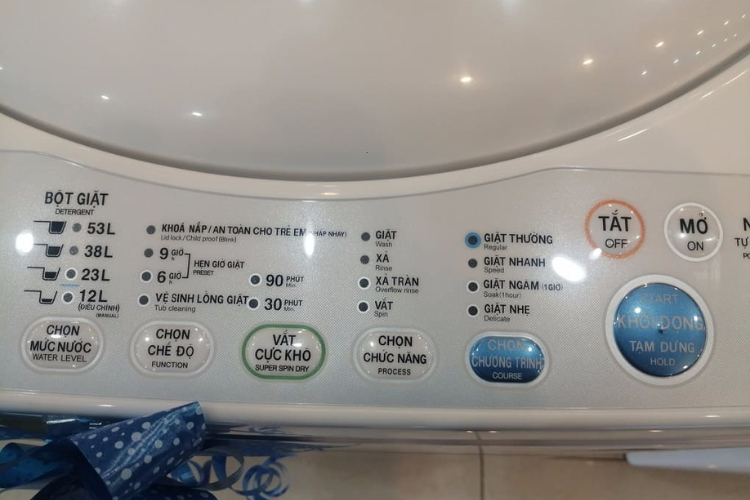 BỘT GIẶT
DETERGENT
53L
38L
23L
12L
(ĐIỀU CHỈNH)
(MANUAL)
CHỌN
MỨC NƯỚC
WATER LEVEL
KHOÁ NẮP/AN TOÀN CHO TRẺ EM (NHẤP NHÁY)
Lid lock/Child proof (Blink)
9 GIỜ
h
6 GIỜ
h
HẸN GIỜ GIẶT
PRESET
VỆ SINH LỒNG GIẶT
Tub cleaning
CHỌN
CHẾ ĐỘ
FUNCTION
90 PHÚT
Min
30 PHÚT
Min
VẮT
CỰC KHÔ
SUPER SPIN DRY
GIẶT
Wash
XẢ
Rinse
XẢ TRÀN
Overflow rinse
VẮT
Spin
CHỌN
CHỨC NĂNG
PROCESS
GIẶT THƯỜNG
Regular
GIẶT NHANH
Speed
GIẶT NGÂM (1GIỜ)
Soak(1hour)
GIẶT NHẸ
Delicate
CHỌN
CHƯƠNG TRÌNH
COURSE
TẮT
OFF
MỞ
ON
START
KHỞI ĐỘNG
TẠM DỪNG
HOLD